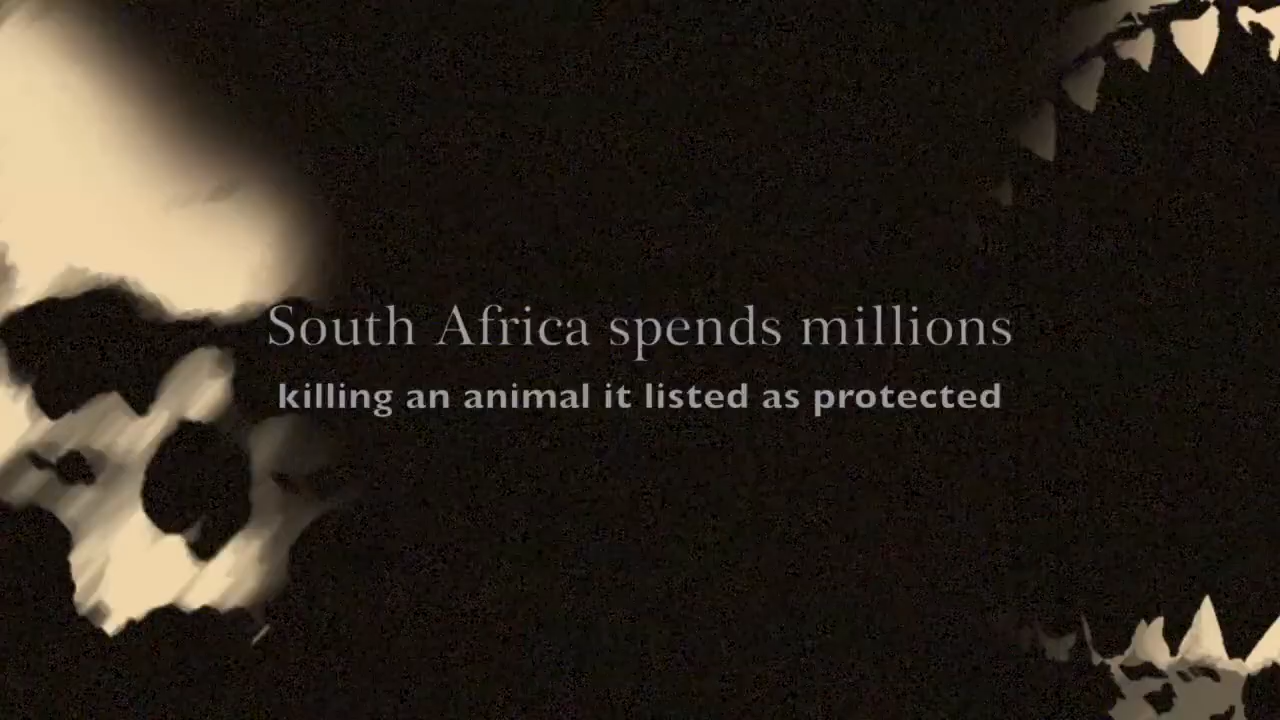 South Africa spends millions
killing an animal it listed as protected